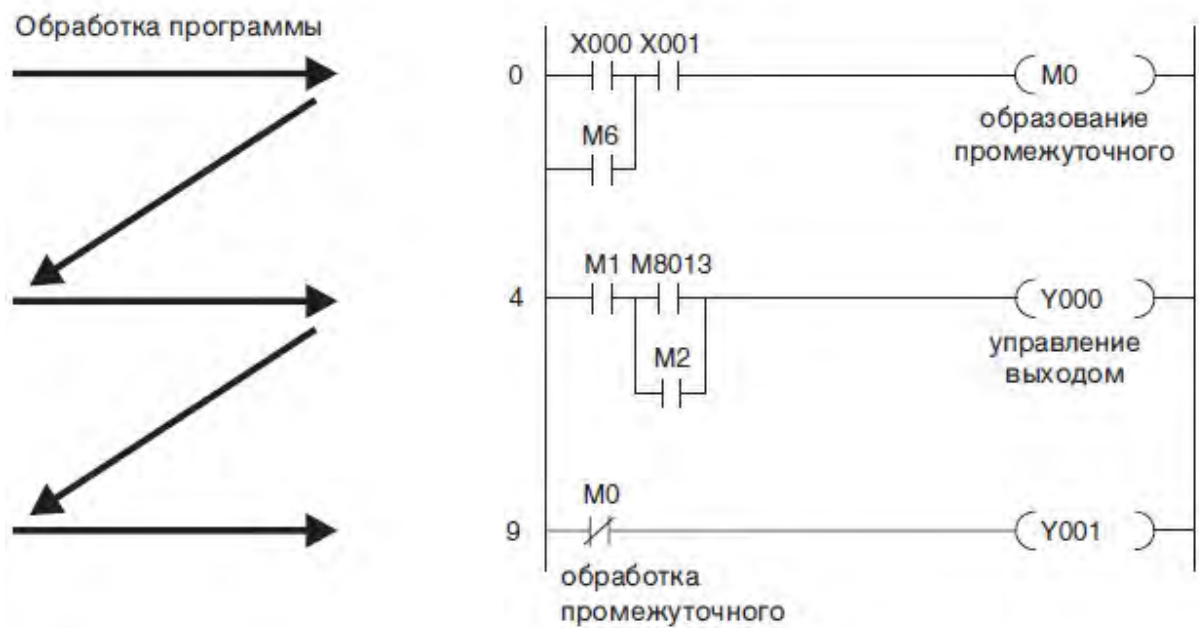 Обработка программы
X000 X001
0
M0
образование
промежуточного
M6
M1 M8013
4
Y000
управление
выходом
M2
M0
9
Y001
обработка
промежуточного